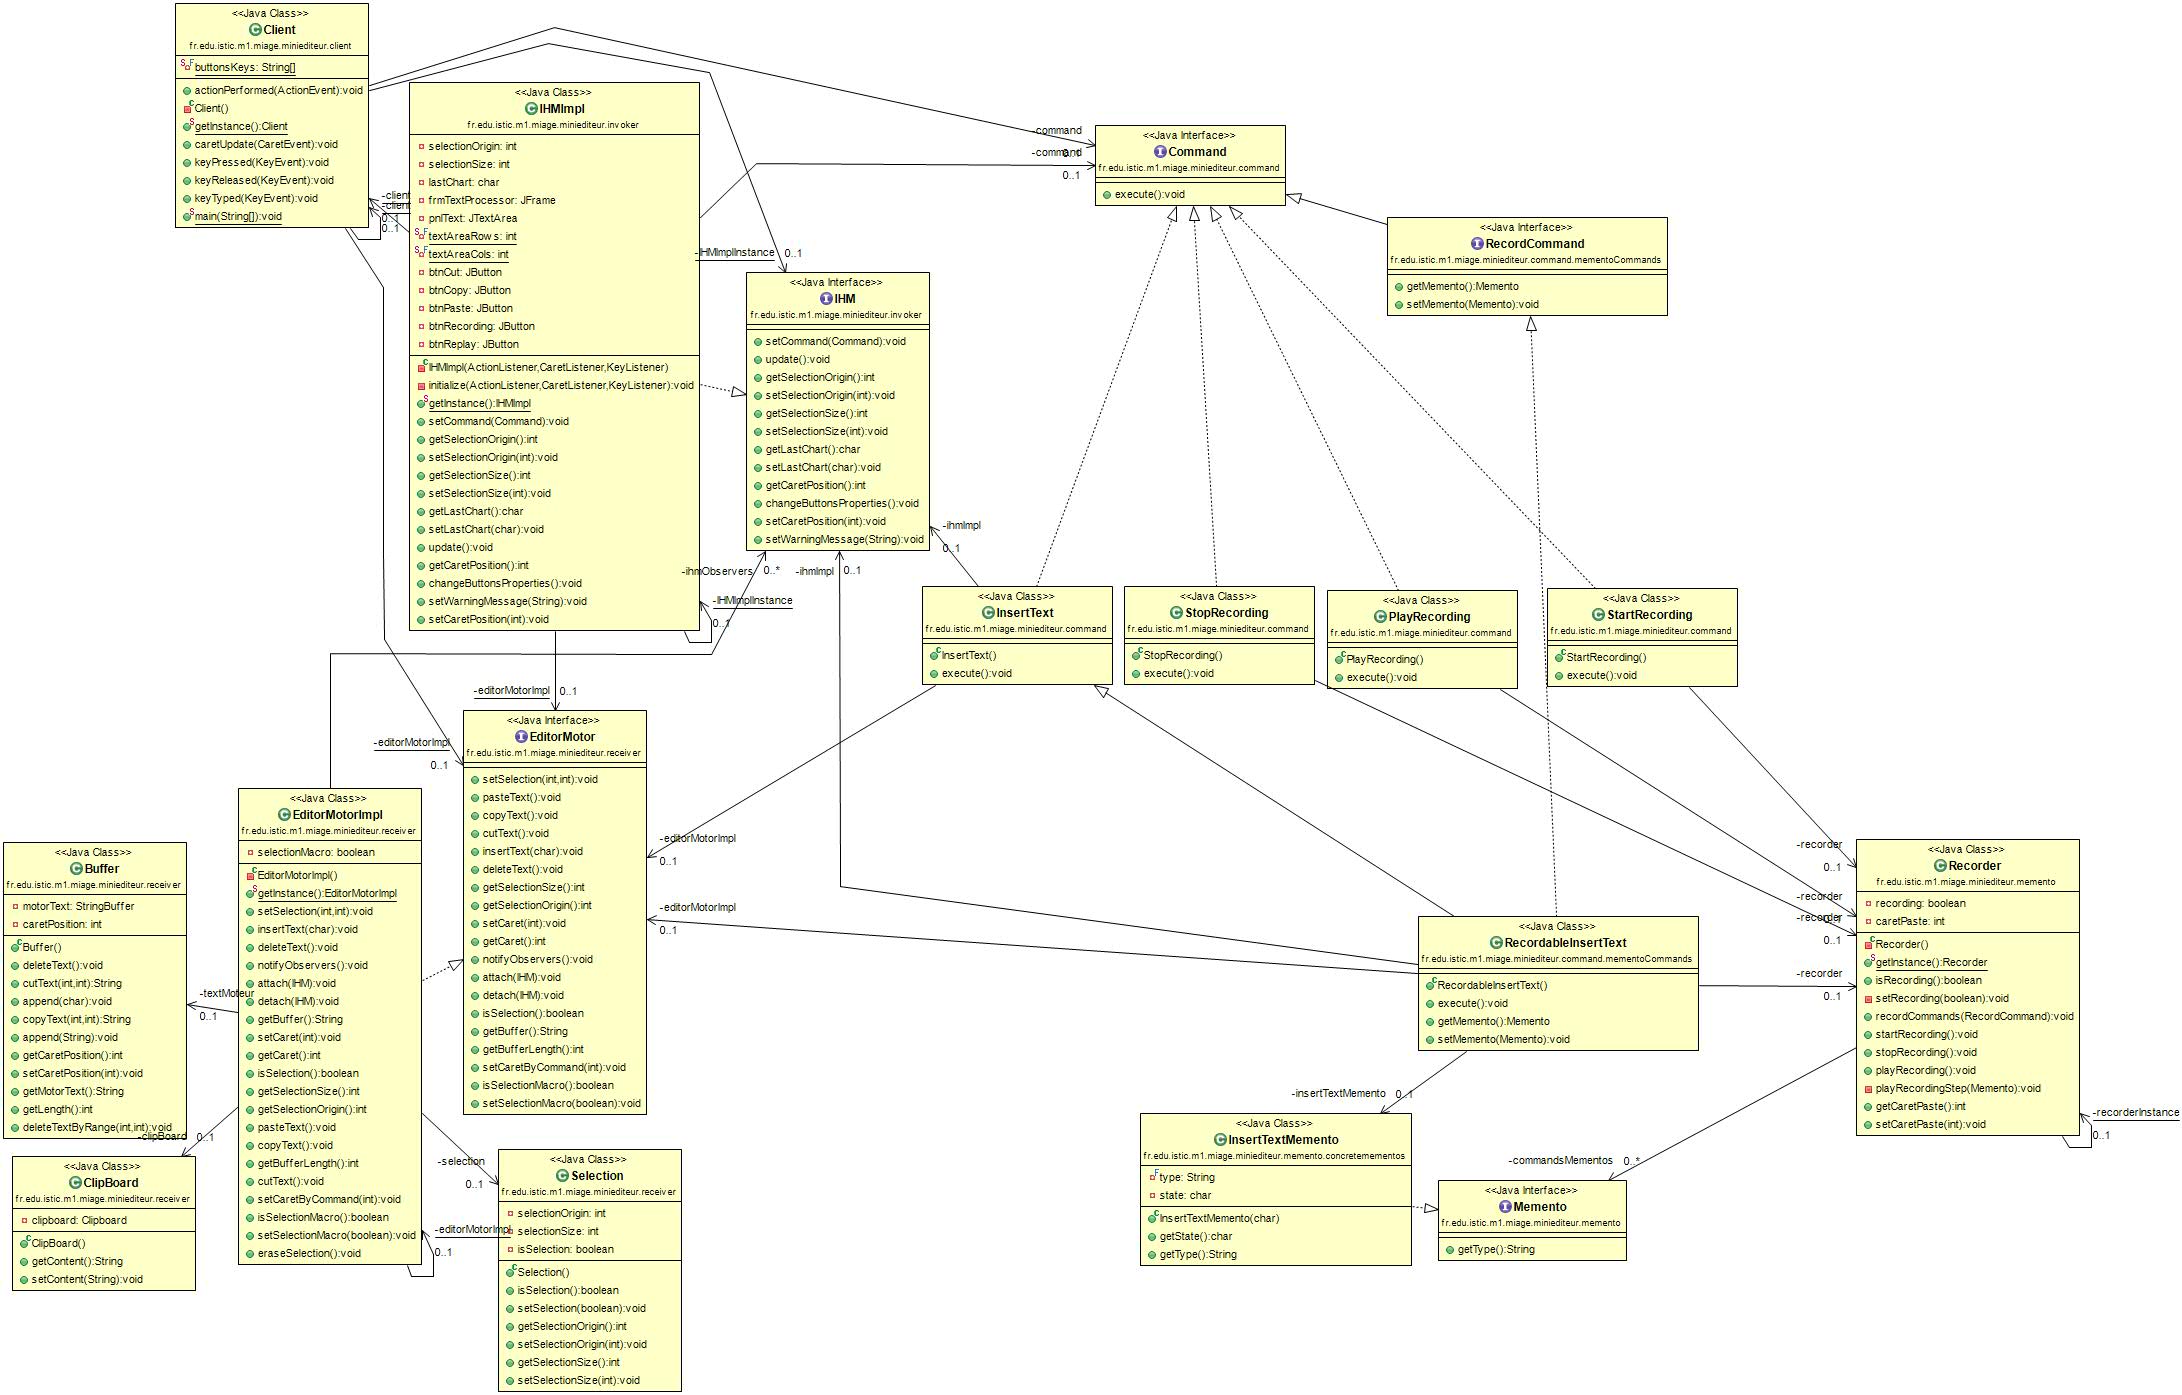 <<Java Class>>
Client
fr.edu.istic.m1.miage.miniediteur.client
buttonsKeys: String[]
actionPerformed(ActionEvent):void
Client()
getInstance():Client
caretUpdate(CaretEvent):void
keyPressed(KeyEvent):void
keyReleased(KeyEvent):void
keyTyped(KeyEvent):void
main(String[]):void
-client
-client
0..1
0..1
<<Java Class>>
IHMImpl
fr.edu.istic.m1.miage.miniediteur.invoker
selectionOrigin: int
selectionSize: int
lastChart: char
frmTextProcessor: JFrame
pnlText: JTextArea
textAreaRows: int
textAreaCols: int
btnCut: JButton
btnCopy: JButton
btnPaste: JButton
btnRecording: JButton
btnReplay: JButton
IHMImpl(ActionListener,CaretListener,KeyListener)
initialize(ActionListener,CaretListener,KeyListener):void
getInstance():IHMImpl
setCommand(Command):void
getSelectionOrigin():int
setSelectionOrigin(int):void
getSelectionSize():int
setSelectionSize(int):void
getLastChart():char
setLastChart(char):void
update():void
getCaretPosition():int
changeButtonsProperties():void
setWarningMessage(String):void
setCaretPosition(int):void
-IHMImplInstance
0..1
<<Java Interface>>
IHM
fr.edu.istic.m1.miage.miniediteur.invoker
setCommand(Command):void
update():void
getSelectionOrigin():int
setSelectionOrigin(int):void
getSelectionSize():int
setSelectionSize(int):void
getLastChart():char
setLastChart(char):void
getCaretPosition():int
changeButtonsProperties():void
setCaretPosition(int):void
setWarningMessage(String):void
-ihmObservers
0..*
-ihmImpl
0..1
-IHMImplInstance
0..1
-ihmImpl
0..1
-command
0..1
-command
0..1
<<Java Interface>>
Command
fr.edu.istic.m1.miage.miniediteur.command
execute():void
<<Java Interface>>
RecordCommand
fr.edu.istic.m1.miage.miniediteur.command.mementoCommands
getMemento():Memento
setMemento(Memento):void
<<Java Class>>
InsertText
fr.edu.istic.m1.miage.miniediteur.command
InsertText()
execute():void
<<Java Class>>
StopRecording
fr.edu.istic.m1.miage.miniediteur.command
StopRecording()
execute():void
<<Java Class>>
PlayRecording
fr.edu.istic.m1.miage.miniediteur.command
PlayRecording()
execute():void
<<Java Class>>
StartRecording
fr.edu.istic.m1.miage.miniediteur.command
StartRecording()
execute():void
-editorMotorImpl
0..1
-editorMotorImpl
0..1
<<Java Interface>>
EditorMotor
fr.edu.istic.m1.miage.miniediteur.receiver
setSelection(int,int):void
pasteText():void
copyText():void
cutText():void
insertText(char):void
deleteText():void
getSelectionSize():int
getSelectionOrigin():int
setCaret(int):void
getCaret():int
notifyObservers():void
attach(IHM):void
detach(IHM):void
isSelection():boolean
getBuffer():String
getBufferLength():int
setCaretByCommand(int):void
isSelectionMacro():boolean
setSelectionMacro(boolean):void
-editorMotorImpl
0..1
-editorMotorImpl
0..1
<<Java Class>>
EditorMotorImpl
fr.edu.istic.m1.miage.miniediteur.receiver
selectionMacro: boolean
EditorMotorImpl()
getInstance():EditorMotorImpl
setSelection(int,int):void
insertText(char):void
deleteText():void
notifyObservers():void
attach(IHM):void
detach(IHM):void
getBuffer():String
setCaret(int):void
getCaret():int
isSelection():boolean
getSelectionSize():int
getSelectionOrigin():int
pasteText():void
copyText():void
getBufferLength():int
cutText():void
setCaretByCommand(int):void
isSelectionMacro():boolean
setSelectionMacro(boolean):void
eraseSelection():void
<<Java Class>>
Buffer
fr.edu.istic.m1.miage.miniediteur.receiver
motorText: StringBuffer
caretPosition: int
Buffer()
deleteText():void
cutText(int,int):String
append(char):void
copyText(int,int):String
append(String):void
getCaretPosition():int
setCaretPosition(int):void
getMotorText():String
getLength():int
deleteTextByRange(int,int):void
-textMoteur
0..1
-clipBoard
0..1
<<Java Class>>
ClipBoard
fr.edu.istic.m1.miage.miniediteur.receiver
clipboard: Clipboard
ClipBoard()
getContent():String
setContent(String):void
-selection
0..1
-editorMotorImpl
0..1
<<Java Class>>
Selection
fr.edu.istic.m1.miage.miniediteur.receiver
selectionOrigin: int
selectionSize: int
isSelection: boolean
Selection()
isSelection():boolean
setSelection(boolean):void
getSelectionOrigin():int
setSelectionOrigin(int):void
getSelectionSize():int
setSelectionSize(int):void
<<Java Class>>
RecordableInsertText
fr.edu.istic.m1.miage.miniediteur.command.mementoCommands
RecordableInsertText()
execute():void
getMemento():Memento
setMemento(Memento):void
-recorder
0..1
-recorder
0..1
-recorder
0..1
-recorder
0..1
<<Java Class>>
Recorder
fr.edu.istic.m1.miage.miniediteur.memento
recording: boolean
caretPaste: int
Recorder()
getInstance():Recorder
isRecording():boolean
setRecording(boolean):void
recordCommands(RecordCommand):void
startRecording():void
stopRecording():void
playRecording():void
playRecordingStep(Memento):void
getCaretPaste():int
setCaretPaste(int):void
-recorderInstance
0..1
-insertTextMemento
0..1
<<Java Class>>
InsertTextMemento
fr.edu.istic.m1.miage.miniediteur.memento.concretemementos
type: String
state: char
InsertTextMemento(char)
getState():char
getType():String
-commandsMementos
0..*
<<Java Interface>>
Memento
fr.edu.istic.m1.miage.miniediteur.memento
getType():String